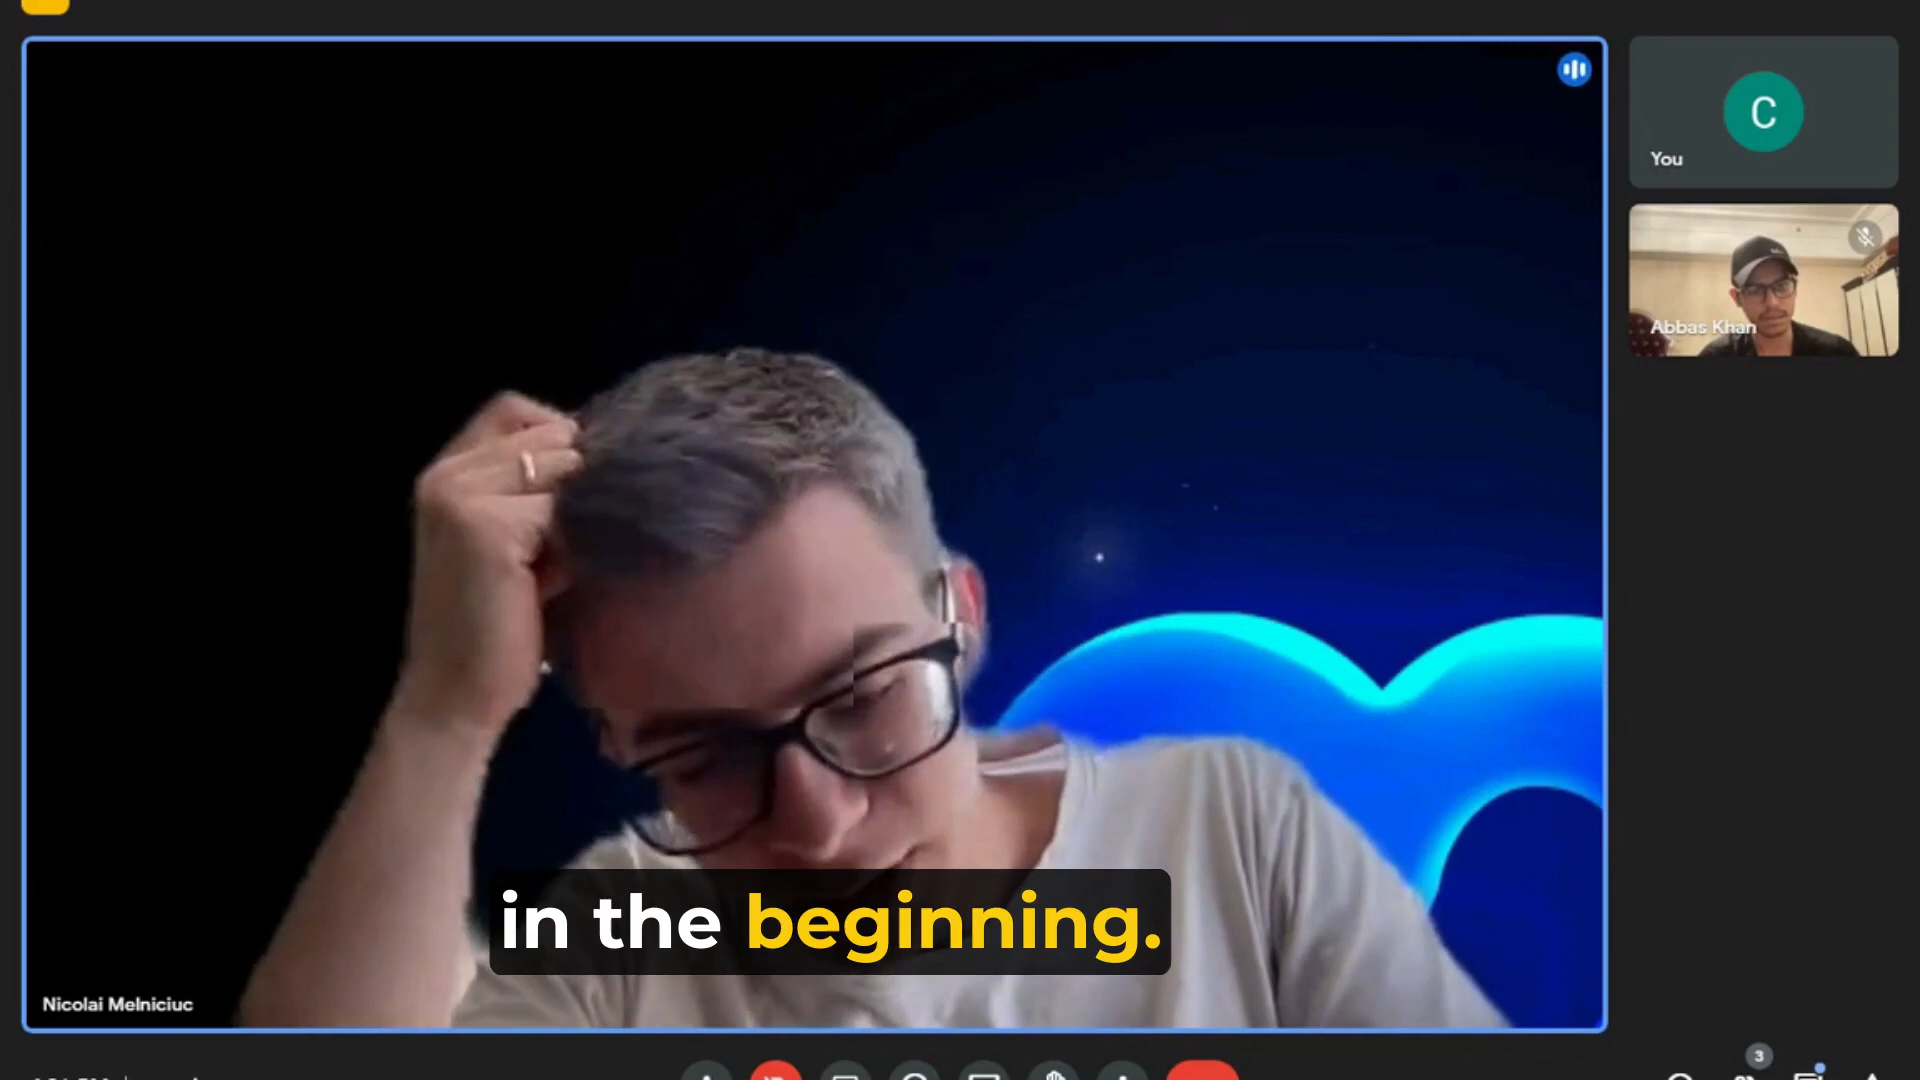 C
You
Abbas Khan
in the beginning.
Nicolai Melniciuc
3